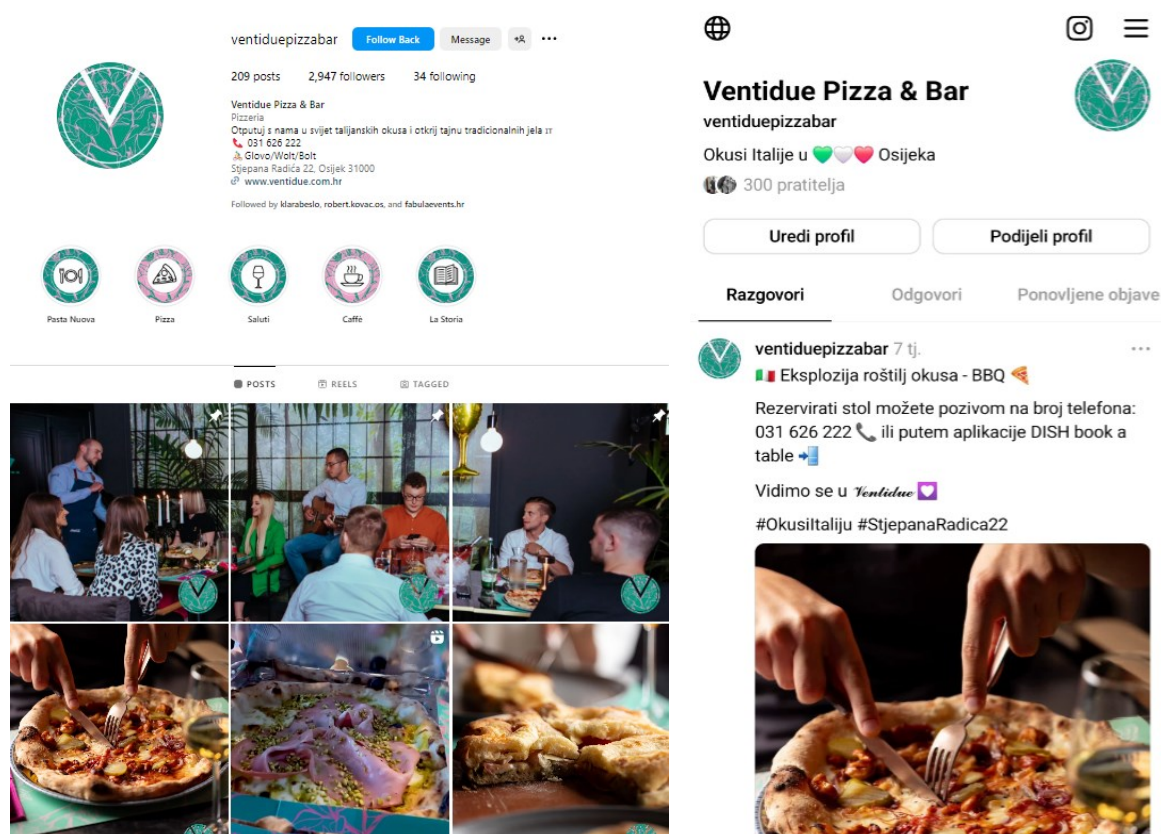 ventiduepizzabar Follow Back Message
209 posts 2,947 followers 34 following
Ventidue Pizza & Bar
Pizzeria
Otputuj s nama u svijet talijanskih okusa i otkrij tajnu tradicionalnih jela IT
📞 031 626 222
🚴 Glovo/Wolt/Bolt
Stjepana Radića 22, Osijek 31000
www.ventidue.com.hr
Followed by klarabeslo, robert.kovac.os, and fabulaevents.hr
Pasta Nuova Pizza Saluti Caffè La Storia
POSTS REELS TAGGED
Ventidue Pizza & Bar
ventiduepizzabar
Okusi Italije u 💚🤍❤️ Osijeka
300 pratitelja
Uredi profil Podijeli profil
Razgovori Odgovori Ponovljene objave
ventiduepizzabar 7 tj.
🇮🇹 Eksplozija roštilj okusa - BBQ 🍕
Rezervirati stol možete pozivom na broj telefona:
031 626 222 📞 ili putem aplikacije DISH book a
table 📲
Vidimo se u 𝓥𝓮𝓷𝓽𝓲𝓭𝓾𝓮 💟
#OkusiItaliju #StjepanaRadica22